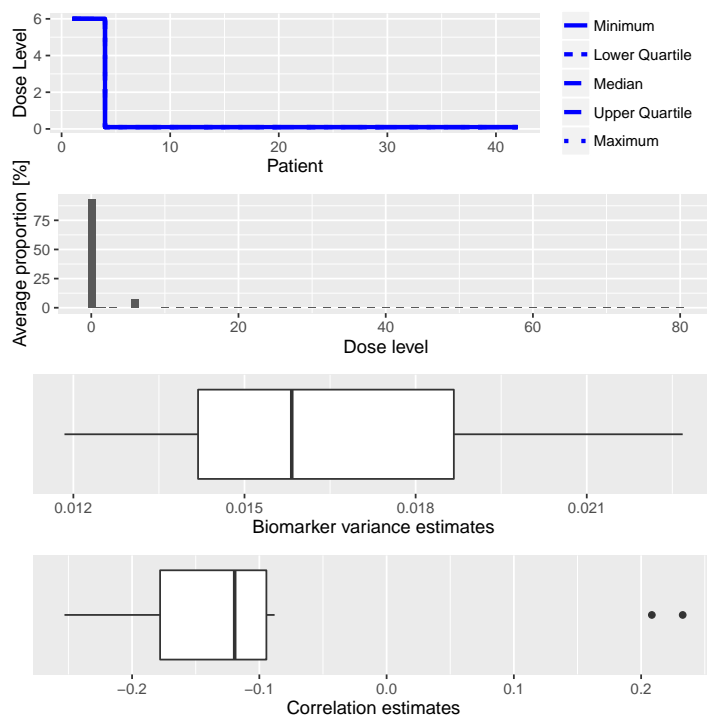 Dose Level
6
4
2
0
0 10 20 30 40
Patient
Minimum
Lower Quartile
Median
Upper Quartile
Maximum
Average proportion [%]
75
50
25
0
0 20 40 60 80
Dose level
0.012 0.015 0.018 0.021
Biomarker variance estimates
−0.2 −0.1 0.0 0.1 0.2
Correlation estimates